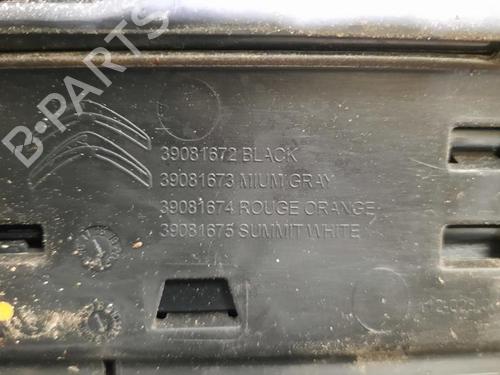 B-PARTS
39081672 BLACK
39081673 MIUM GRAY
39081674 ROUGE ORANGE
39081675 SUMMIT WHITE